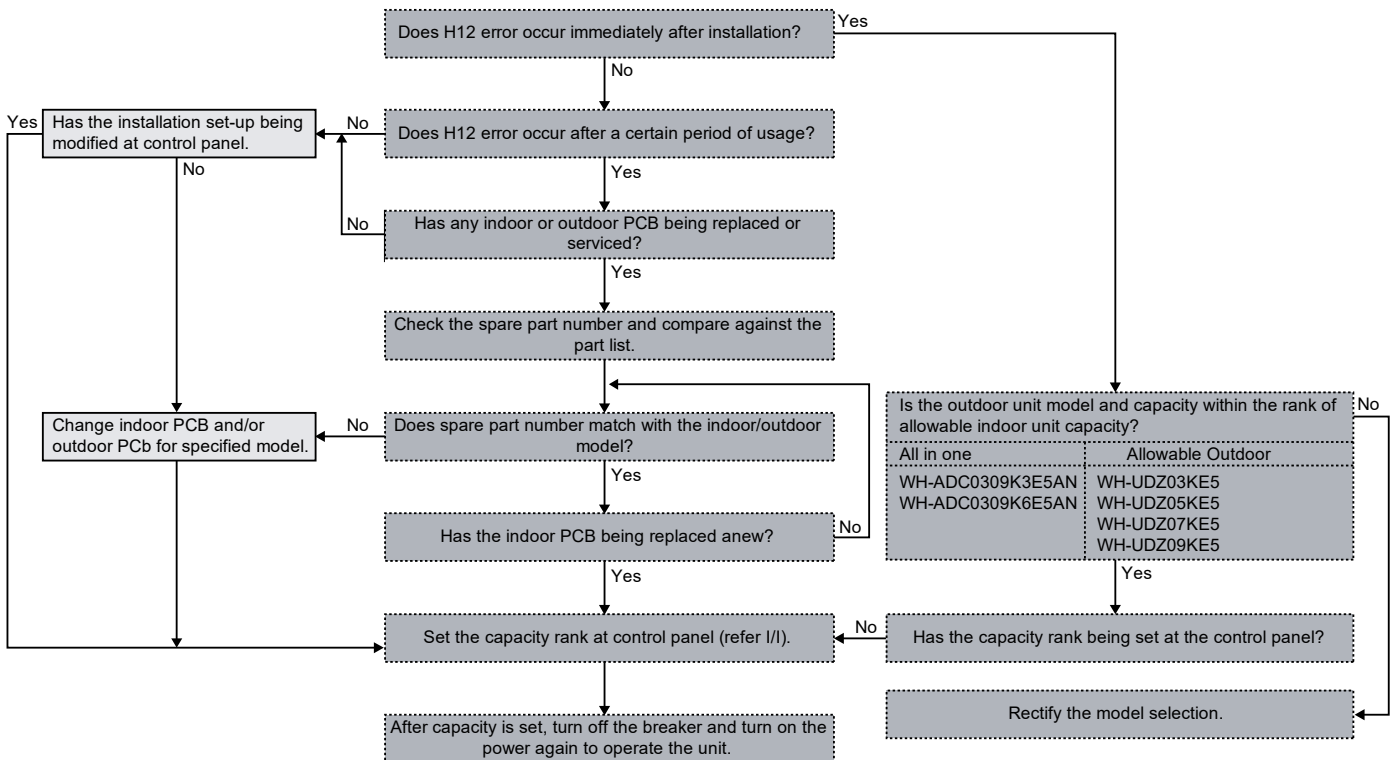 Does H12 error occur immediately after installation?
Yes
No
Does H12 error occur after a certain period of usage?
No
Has the installation set-up being
modified at control panel.
Yes
No
Yes
Has any indoor or outdoor PCB being replaced or
serviced?
No
Yes
Check the spare part number and compare against the
part list.
Does spare part number match with the indoor/outdoor
model?
No
Change indoor PCB and/or
outdoor PCb for specified model.
Yes
Has the indoor PCB being replaced anew?
No
Yes
Is the outdoor unit model and capacity within the rank of
allowable indoor unit capacity?
No
All in one
Allowable Outdoor
WH-ADC0309K3E5AN
WH-ADC0309K6E5AN
WH-UDZ03KE5
WH-UDZ05KE5
WH-UDZ07KE5
WH-UDZ09KE5
Yes
Has the capacity rank being set at the control panel?
No
Set the capacity rank at control panel (refer I/I).
Rectify the model selection.
After capacity is set, turn off the breaker and turn on the
power again to operate the unit.